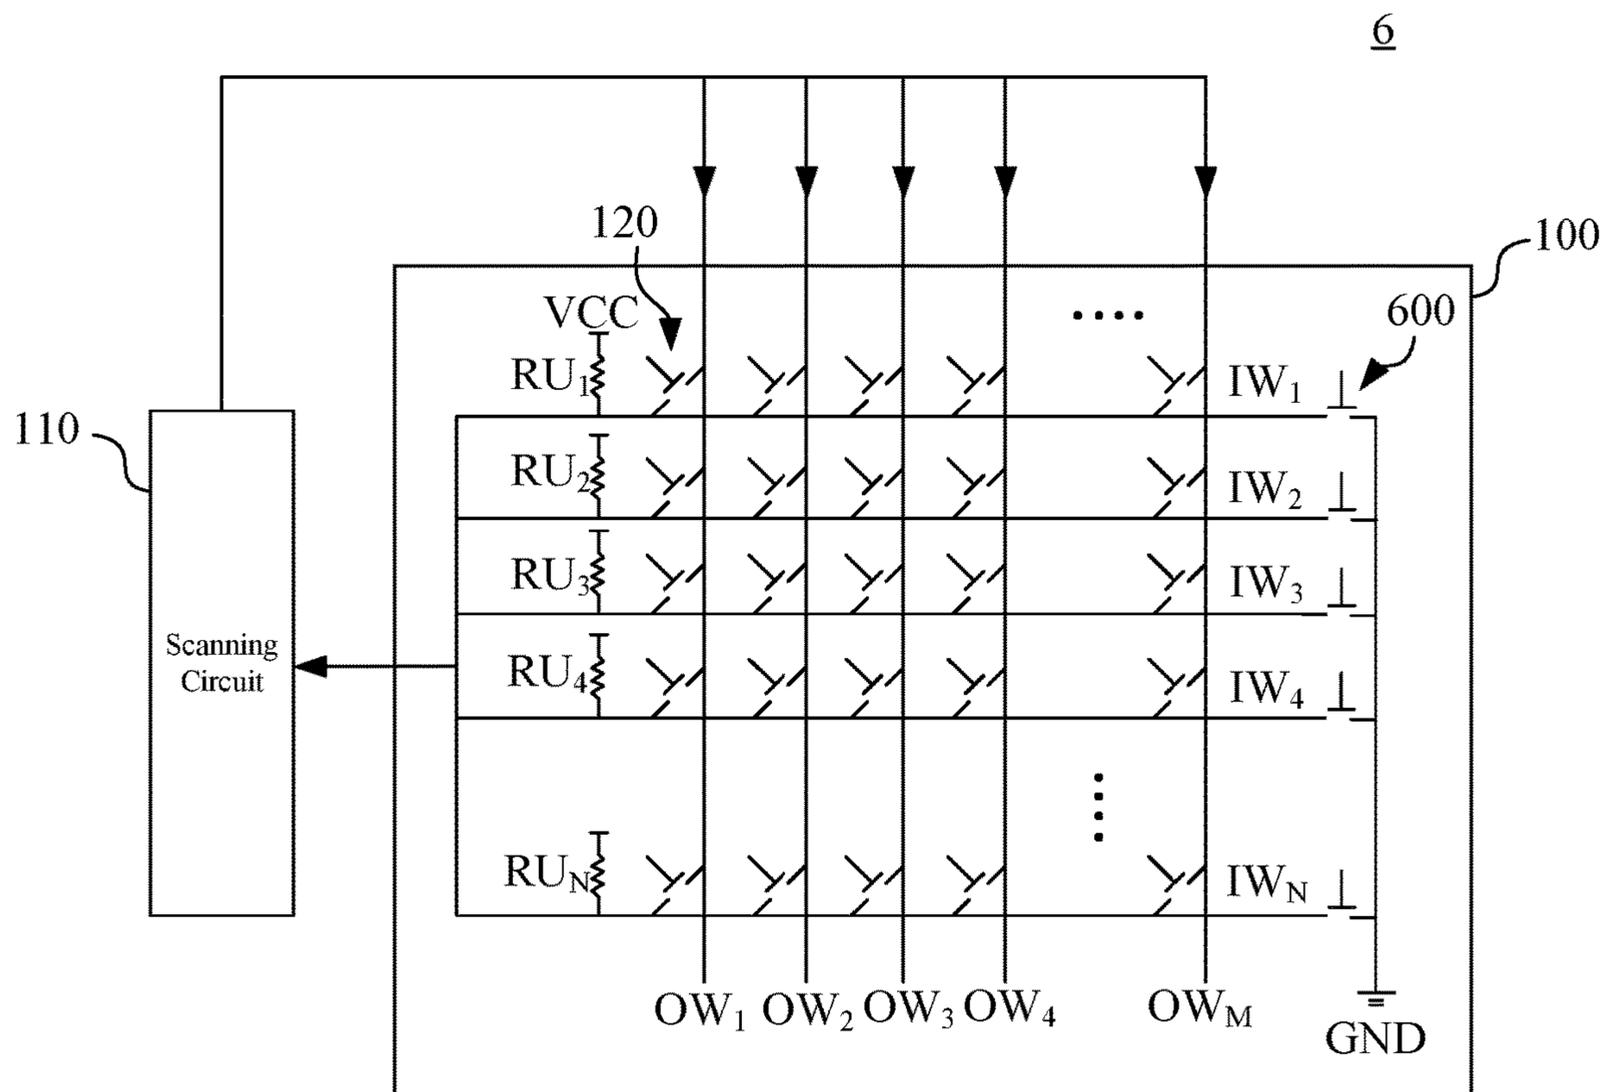 6
120
100
VCC
600
RU1
IW1
110
RU2
IW2
RU3
IW3
Scanning
Circuit
RU4
IW4
RUN
IWN
OW1 OW2 OW3 OW4 OWM
GND